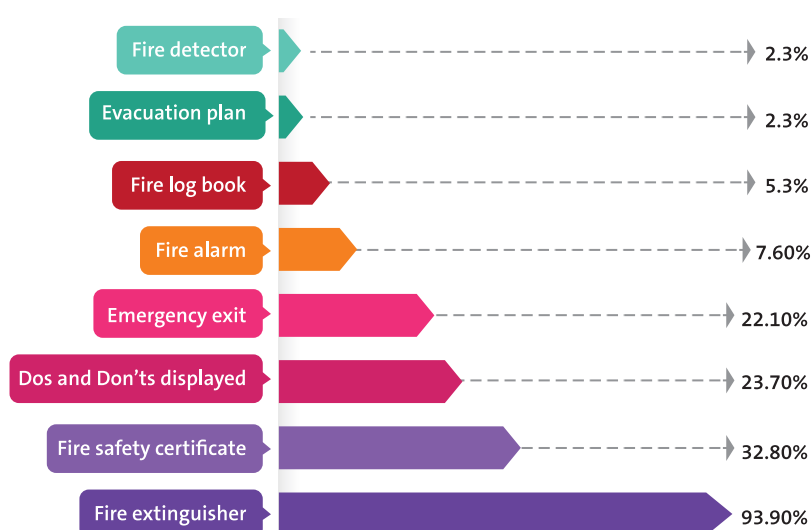 Fire detector 2.3%
Evacuation plan 2.3%
Fire log book 5.3%
Fire alarm 7.60%
Emergency exit 22.10%
Dos and Don'ts displayed 23.70%
Fire safety certificate 32.80%
Fire extinguisher 93.90%